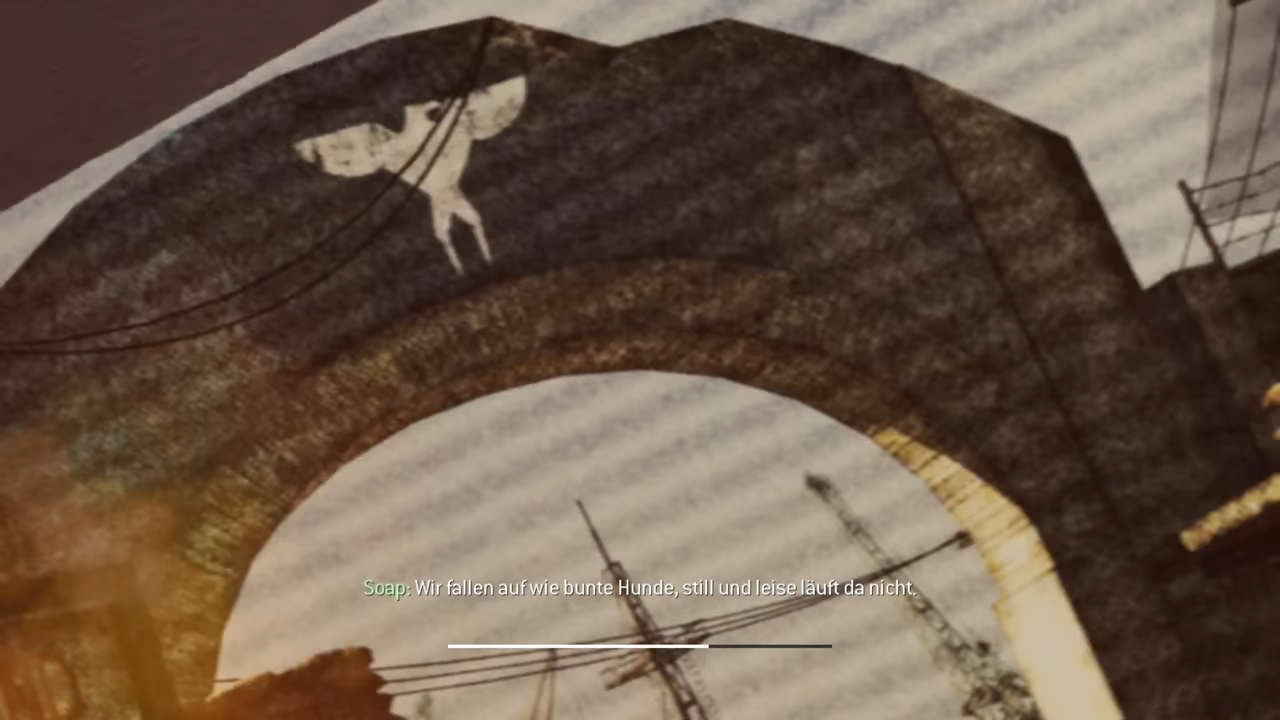 Soap: Wir fallen auf wie bunte Hunde, still und leise läuft da nicht.